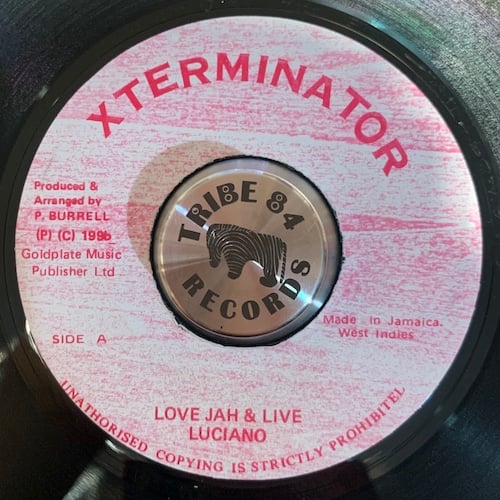 XTERMINATOR
Produced &
Arranged by
P. BURRELL
(P) (C) 199b
Goldplate Music
Publisher Ltd
TRIBE 84
RECORDS
Made in Jamaica.
West Indies
SIDE A
LOVE JAH & LIVE
LUCIANO
UNATHORISED COPYING IS STRICTLY PROHIBITEL